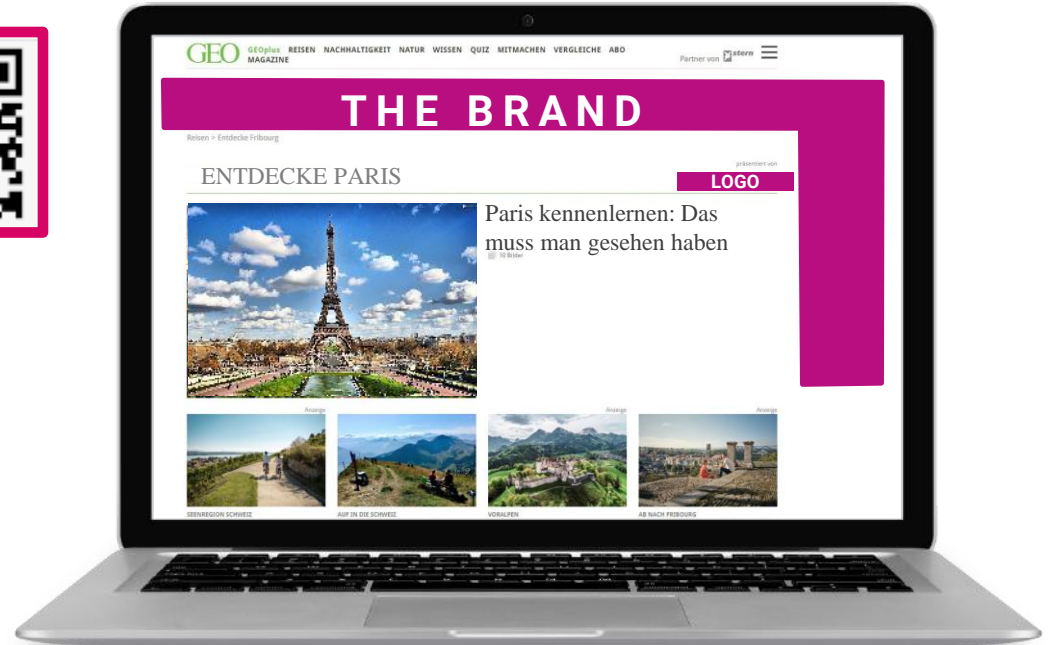 GEO GEOplus REISEN NACHHALTIGKEIT NATUR WISSEN QUIZ MITMACHEN VERGLEICHE ABO
MAGAZINE
Partner von stern
THE BRAND
Reisen > Entdecke Fribourg
präsentiert von
ENTDECKE PARIS
LOGO
Paris kennenlernen: Das
muss man gesehen haben
10 Bilder
Anzeige
Anzeige
Anzeige
SEENREGION SCHWEIZ
AUF IN DIE SCHWEIZ
VORALPEN
AB NACH FRIBOURG